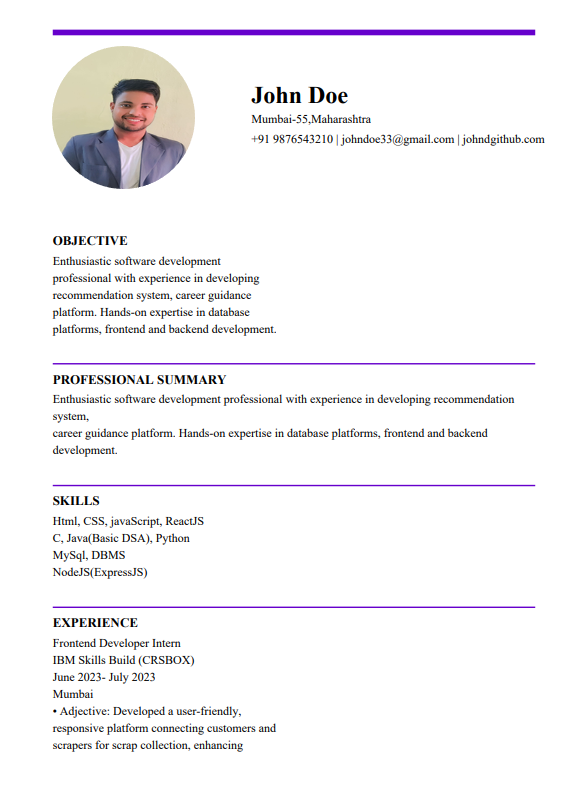 John Doe
Mumbai-55,Maharashtra
+91 9876543210 | johndoe33@gmail.com | johndgithub.com
OBJECTIVE
Enthusiastic software development
professional with experience in developing
recommendation system, career guidance
platform. Hands-on expertise in database
platforms, frontend and backend development.
PROFESSIONAL SUMMARY
Enthusiastic software development professional with experience in developing recommendation
system,
career guidance platform. Hands-on expertise in database platforms, frontend and backend
development.
SKILLS
Html, CSS, javaScript, ReactJS
C, Java(Basic DSA), Python
MySql, DBMS
NodeJS(ExpressJS)
EXPERIENCE
Frontend Developer Intern
IBM Skills Build (CRSBOX)
June 2023- July 2023
Mumbai
• Adjective: Developed a user-friendly,
responsive platform connecting customers and
scrapers for scrap collection, enhancing